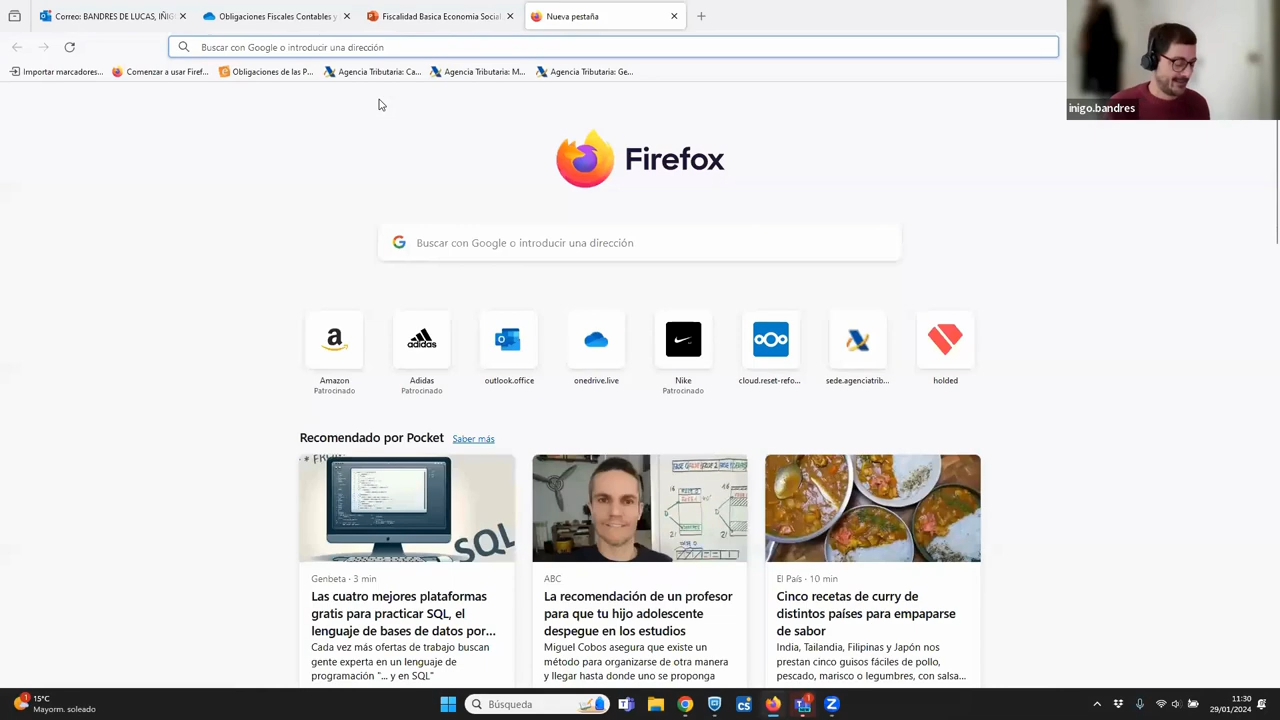 Correo: BANDRES DE LUCAS, IÑIG
Obligaciones Fiscales Contables y
Fiscalidad Basica Economia Social
Nueva pestaña
Buscar con Google o introducir una dirección
Importar marcadores...
Comenzar a usar Firef...
Obligaciones de las P...
Agencia Tributaria: Ca...
Agencia Tributaria: M...
Agencia Tributaria: Ge...
inigo.bandres
Firefox
Buscar con Google o introducir una dirección
Amazon
Patrocinado
Adidas
Patrocinado
outlook.office
onedrive.live
Nike
Patrocinado
cloud.reset-refo...
sede.agenciatrib...
holded
Recomendado por Pocket
Saber más
SQL
Genbeta · 3 min
Las cuatro mejores plataformas
gratis para practicar SQL, el
lenguaje de bases de datos por...
Cada vez más ofertas de trabajo buscan
gente experta en un lenguaje de
programación "... y en SQL"
ABC
La recomendación de un profesor
para que tu hijo adolescente
despegue en los estudios
Miguel Cobos asegura que existe un
método para organizarse de otra manera
y llegar hasta donde uno se proponga
El País · 10 min
Cinco recetas de curry de
distintos países para empaparse
de sabor
India, Tailandia, Filipinas y Japón nos
prestan cinco guisos fáciles de pollo,
pescado, marisco o legumbres, con salsa...
15°C
Mayorm. soleado
Búsqueda
11:30
29/01/2024